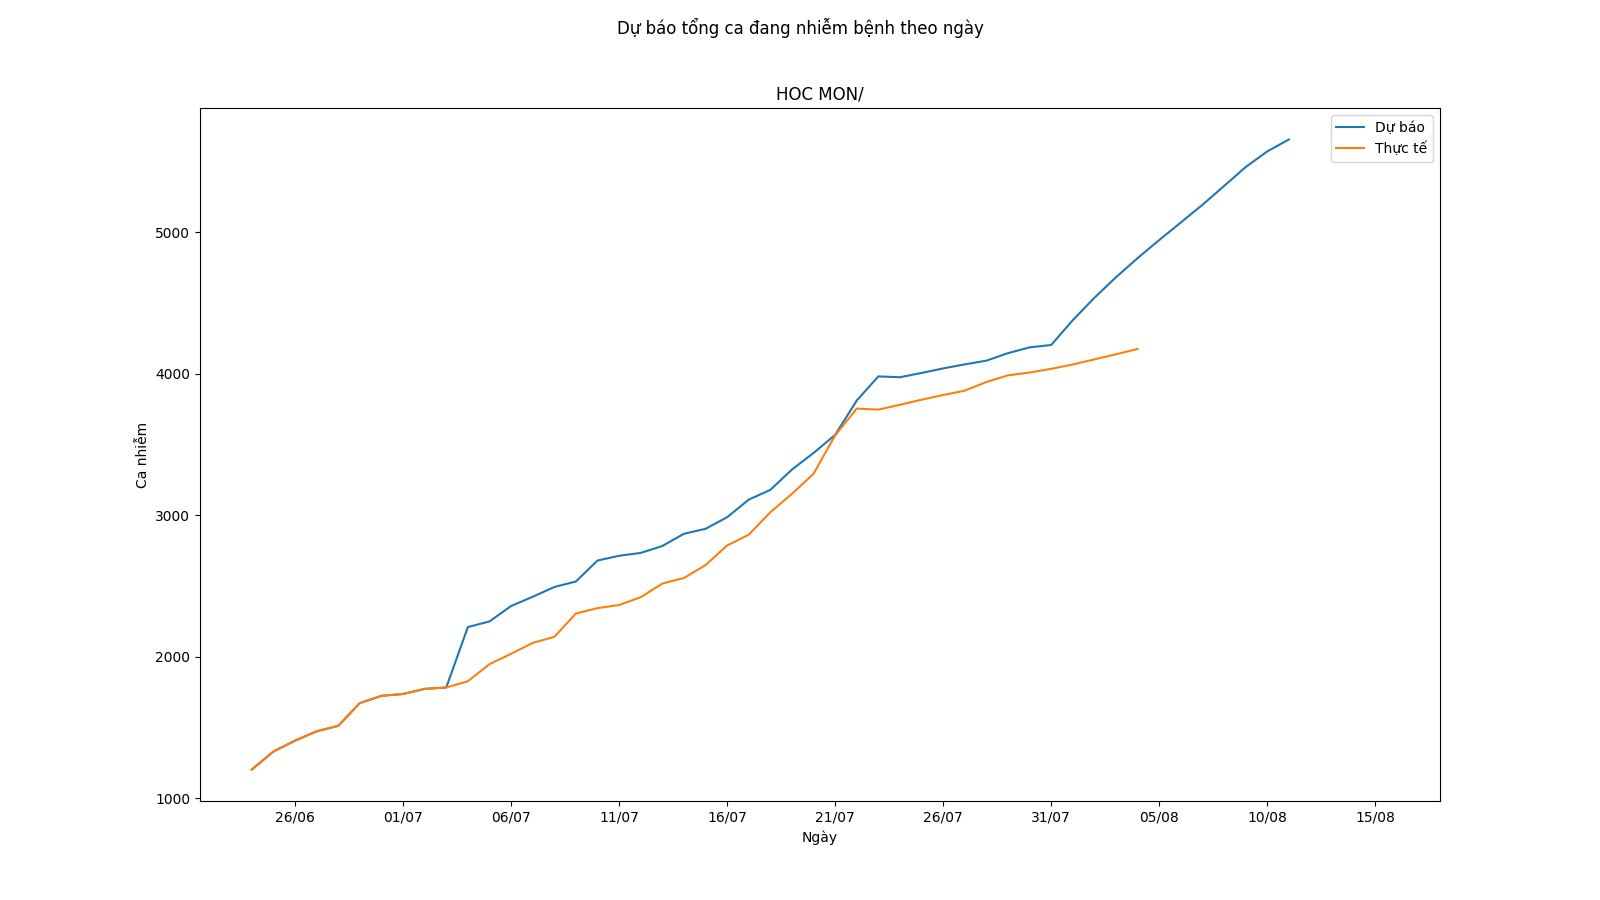 Dự báo tổng ca đang nhiễm bệnh theo ngày
HOC MON/
Dự báo
Thực tế
Ca nhiễm
5000
4000
3000
2000
1000
26/06 01/07 06/07 11/07 16/07 21/07 26/07 31/07 05/08 10/08 15/08
Ngày